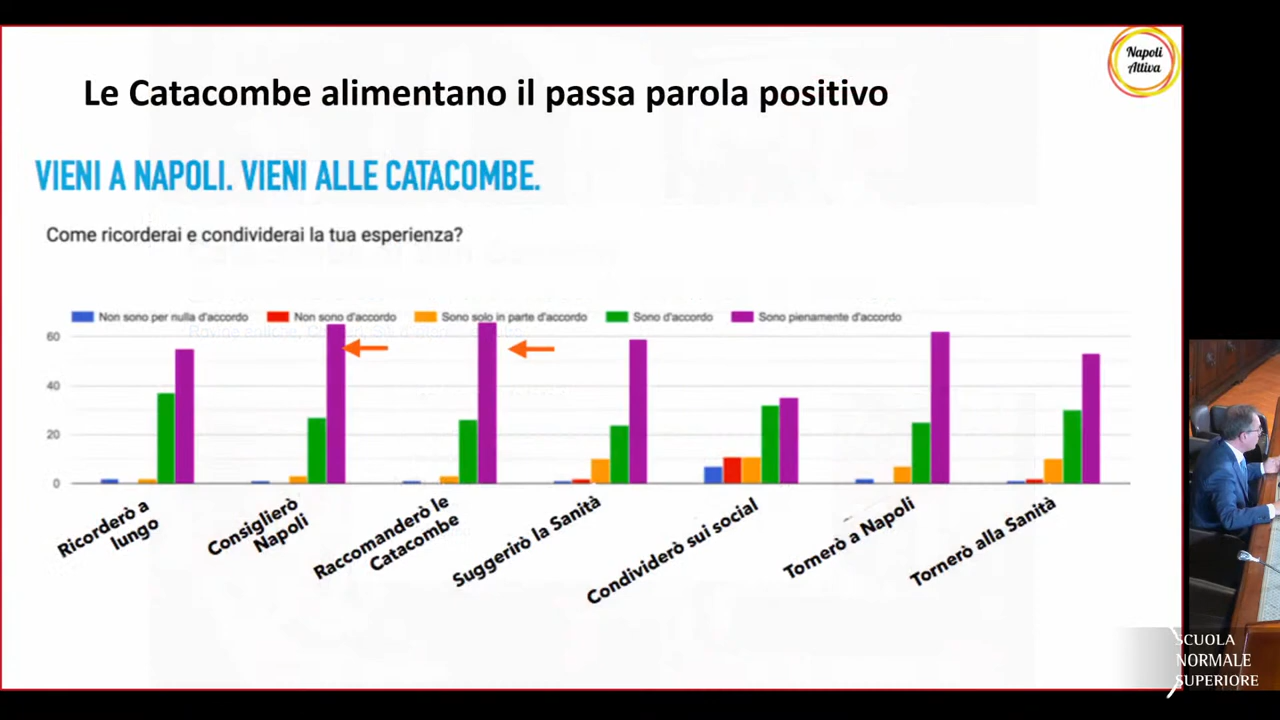 Napoli
Attiva
Le Catacombe alimentano il passa parola positivo
VIENI A NAPOLI. VIENI ALLE CATACOMBE.
Come ricorderai e condividerai la tua esperienza?
Non sono per nulla d'accordo
Non sono d'accordo
Sono solo in parte d'accordo
Sono d'accordo
Sono pienamente d'accordo
60
40
20
0
Ricorderò a
lungo
Consiglierò
Napoli
Raccomanderò le
Catacombe
Suggerirò la Sanità
Condividerò sui social
Tornerò a Napoli
Tornerò alla Sanità
SCUOLA
NORMALE
SUPERIORE